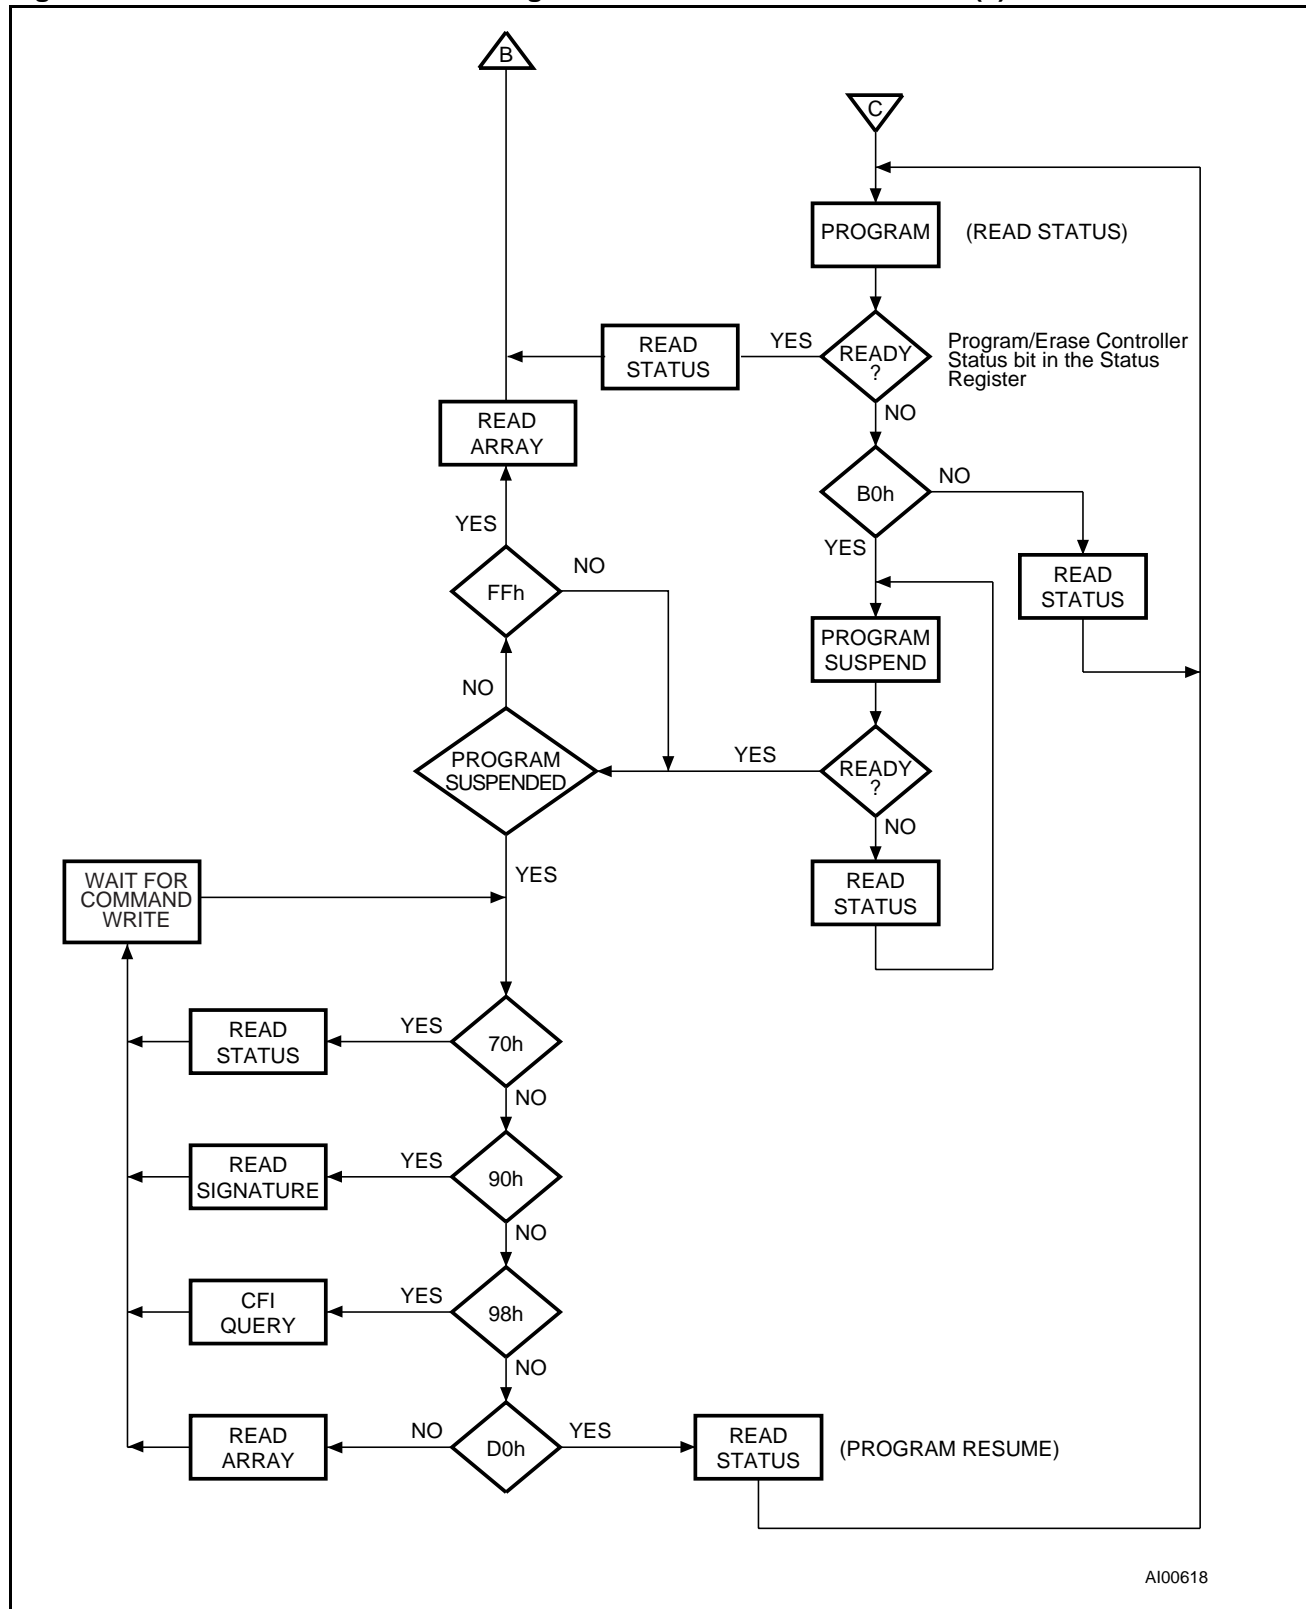 B
C
PROGRAM
(READ STATUS)
READ
STATUS
YES
READY
?
Program/Erase Controller
Status bit in the Status
Register
NO
READ
ARRAY
B0h
NO
YES
YES
FFh
NO
READ
STATUS
PROGRAM
SUSPEND
NO
PROGRAM
SUSPENDED
YES
READY
?
NO
YES
WAIT FOR
COMMAND
WRITE
READ
STATUS
READ
STATUS
YES
70h
NO
READ
SIGNATURE
YES
90h
NO
CFI
QUERY
YES
98h
NO
READ
ARRAY
NO
D0h
YES
READ
STATUS
(PROGRAM RESUME)
AI00618